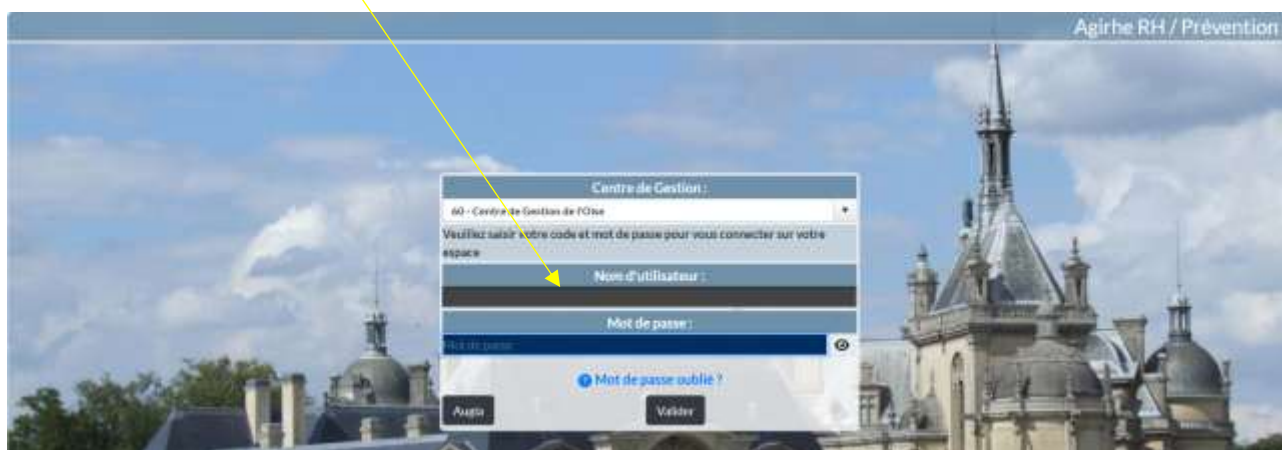 Agirhe RH / Prévention
Centre de Gestion :
60 - Centre de Gestion de l'Oise
Veuillez saisir votre code et mot de passe pour vous connecter sur votre
espace
Nom d'utilisateur :
Mot de passe :
Mot de passe
Mot de passe oublié ?
Valider